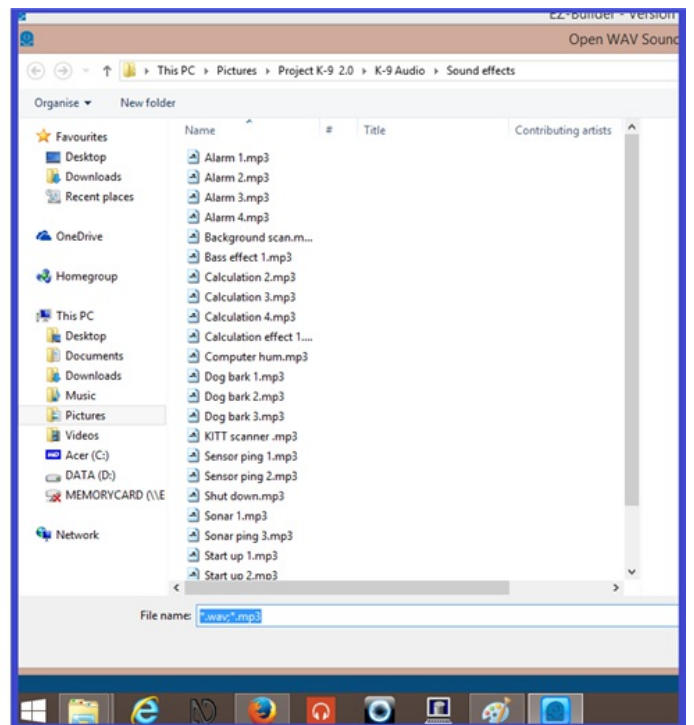 EZ-Builder - Version
Open WAV Sound
This PC Pictures Project K-9 2.0 K-9 Audio Sound effects
Organise New folder
Favourites
Desktop
Downloads
Recent places
OneDrive
Homegroup
This PC
Desktop
Documents
Downloads
Music
Pictures
Videos
Acer (C:)
DATA (D:)
MEMORYCARD (\\E
Network
Name # Title Contributing artists
Alarm 1.mp3
Alarm 2.mp3
Alarm 3.mp3
Alarm 4.mp3
Background scan.m...
Bass effect 1.mp3
Calculation 2.mp3
Calculation 3.mp3
Calculation 4.mp3
Calculation effect 1....
Computer hum.mp3
Dog bark 1.mp3
Dog bark 2.mp3
Dog bark 3.mp3
KITT scanner .mp3
Sensor ping 1.mp3
Sensor ping 2.mp3
Shut down.mp3
Sonar 1.mp3
Sonar ping 3.mp3
Start up 1.mp3
Start up 2.mp3
File name: *.wav;*.mp3